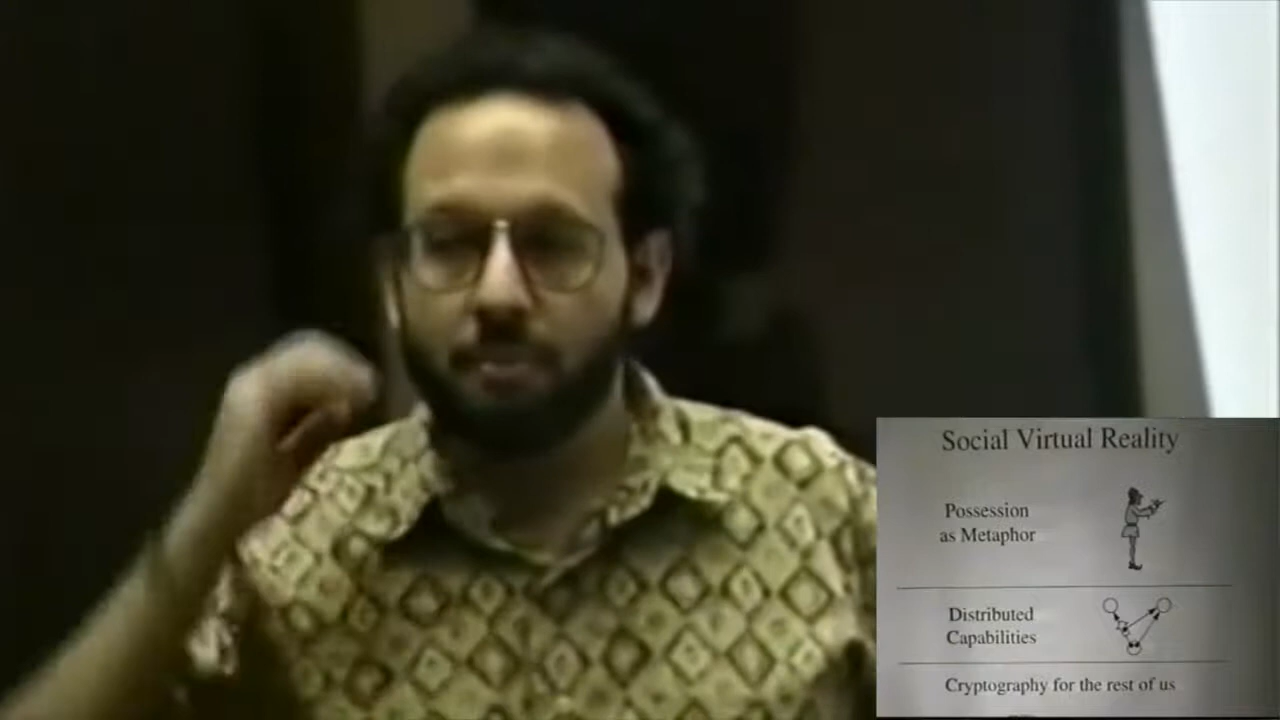 Social Virtual Reality
Possession
as Metaphor
Distributed
Capabilities
Cryptography for the rest of us